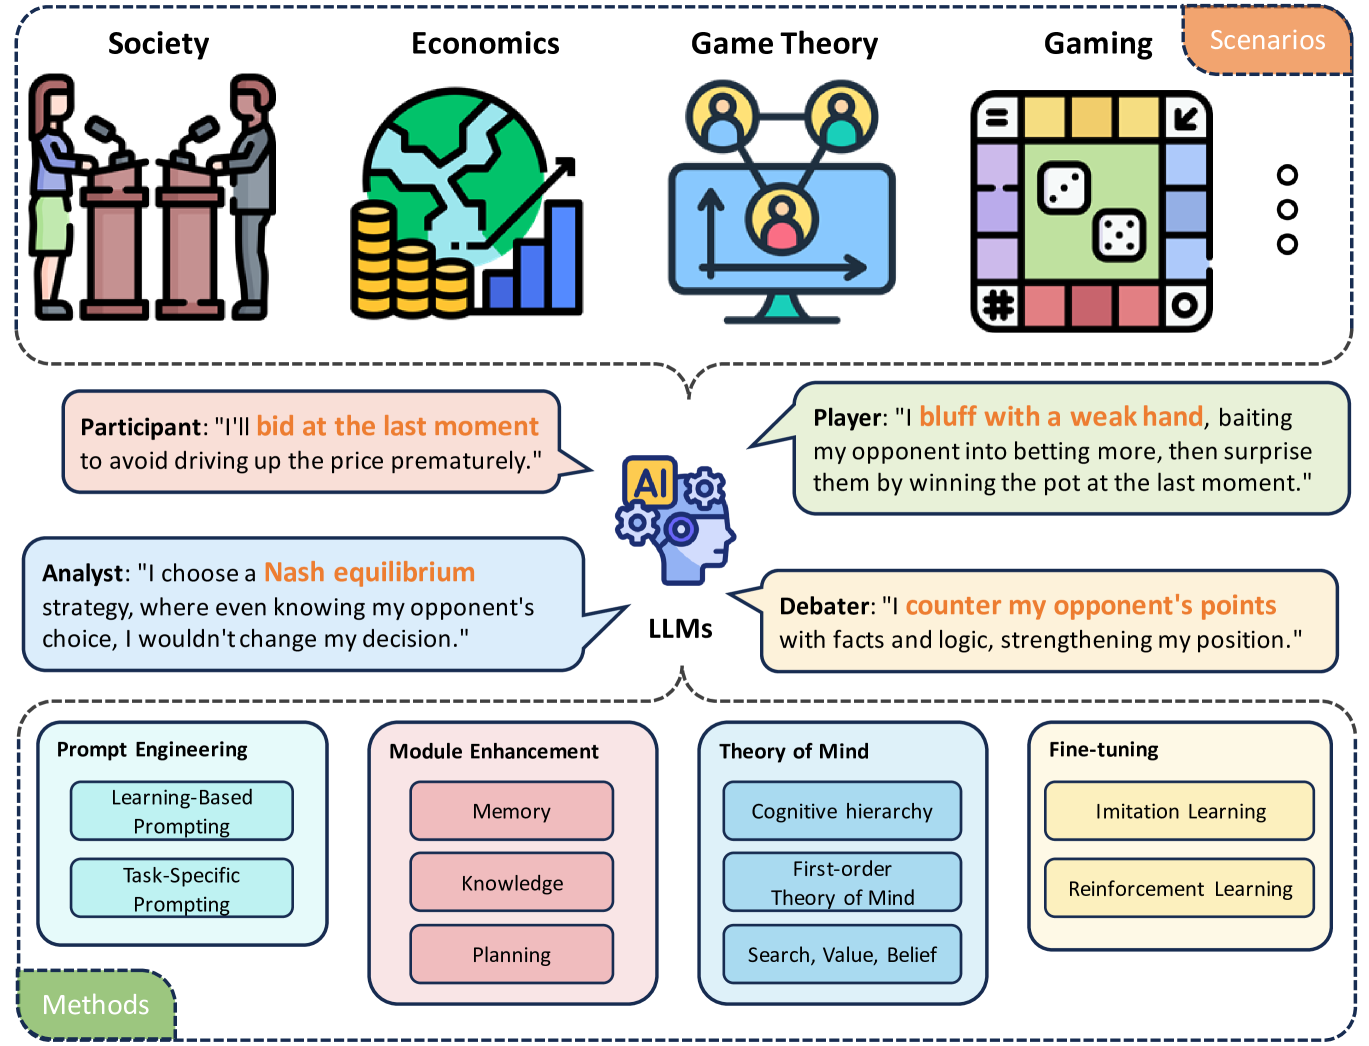 Society
Economics
Game Theory
Gaming
Scenarios
Participant: "I'll bid at the last moment
to avoid driving up the price prematurely."
Player: "I bluff with a weak hand, baiting
my opponent into betting more, then surprise
them by winning the pot at the last moment."
AI
Analyst: "I choose a Nash equilibrium
strategy, where even knowing my opponent's
choice, I wouldn't change my decision."
LLMs
Debater: "I counter my opponent's points
with facts and logic, strengthening my position."
Prompt Engineering
Learning-Based
Prompting
Task-Specific
Prompting
Module Enhancement
Memory
Knowledge
Planning
Theory of Mind
Cognitive hierarchy
First-order
Theory of Mind
Search, Value, Belief
Fine-tuning
Imitation Learning
Reinforcement Learning
Methods